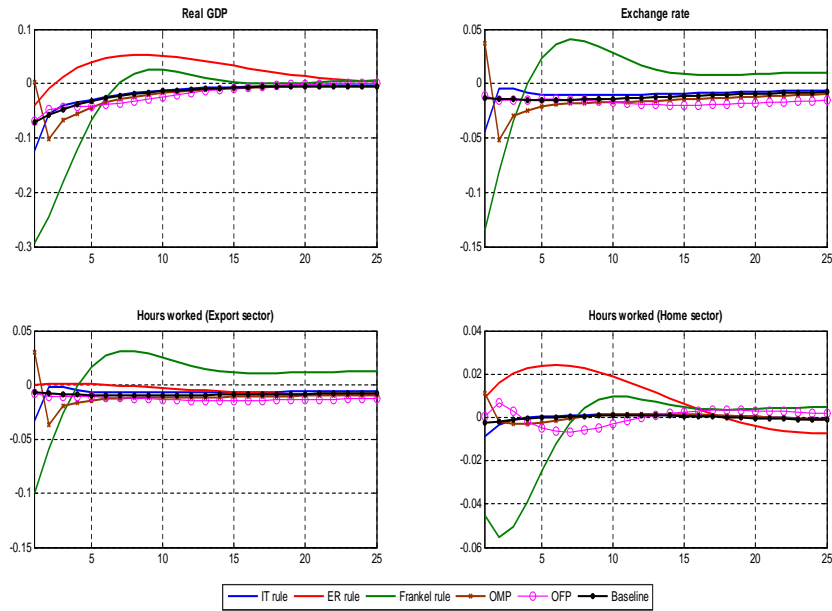 Real GDP
0.1
0
-0.1
-0.2
-0.3
5 10 15 20 25
Exchange rate
0.05
0
-0.05
-0.1
-0.15
5 10 15 20 25
Hours worked (Export sector)
0.05
0
-0.05
-0.1
-0.15
5 10 15 20 25
Hours worked (Home sector)
0.04
0.02
0
-0.02
-0.04
-0.06
5 10 15 20 25
IT rule ER rule Frankel rule OMP OFP Baseline